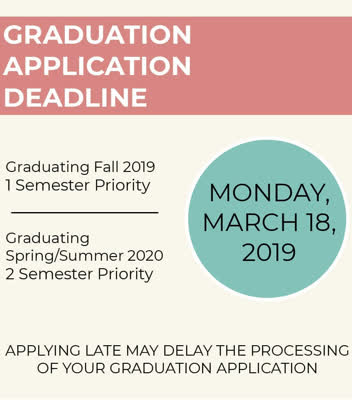 GRADUATION
APPLICATION
DEADLINE
Graduating Fall 2019
1 Semester Priority
Graduating
Spring/Summer 2020
2 Semester Priority
MONDAY,
MARCH 18,
2019
APPLYING LATE MAY DELAY THE PROCESSING
OF YOUR GRADUATION APPLICATION